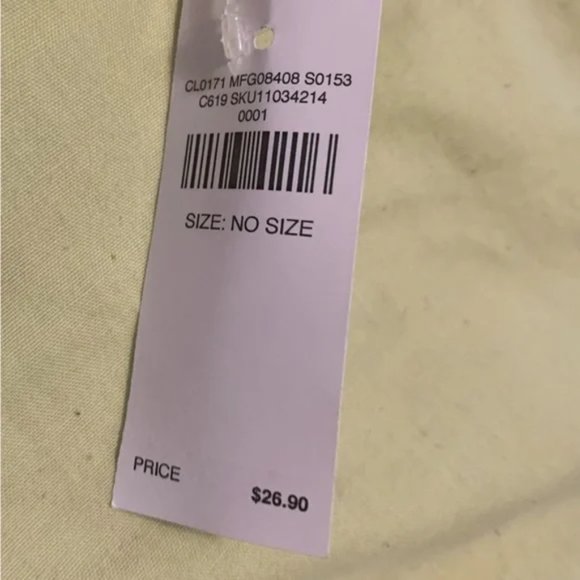 CL0171 MFG08408 S0153
C619 SKU11034214
0001
SIZE: NO SIZE
PRICE
$26.90